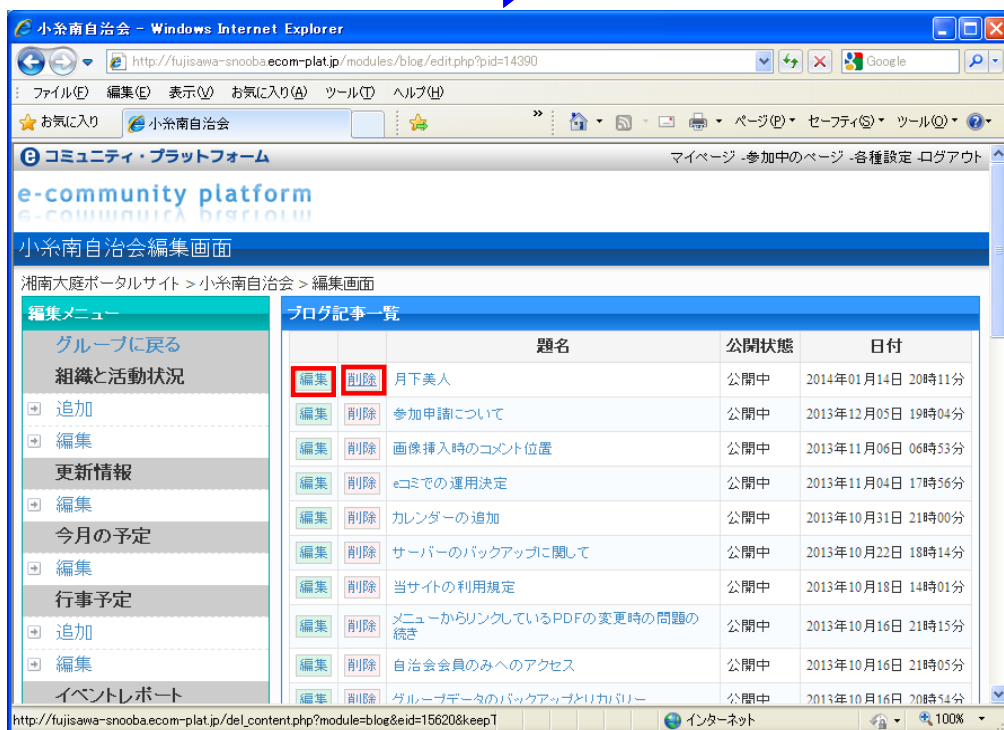 小糸南自治会 - Windows Internet Explorer
http://fujisawa-snooba.ecom-plat.jp/modules/blog/edit.php?pid=14390
Google
ファイル(F) 編集(E) 表示(V) お気に入り(A) ツール(T) ヘルプ(H)
お気に入り 小糸南自治会 » ページ(P) セーフティ(S) ツール(O)
コミュニティ・プラットフォーム マイページ -参加中のページ -各種設定 -ログアウト
e-community platform
小糸南自治会編集画面
湘南大庭ポータルサイト > 小糸南自治会 > 編集画面
編集メニュー
グループに戻る
組織と活動状況
追加
編集
更新情報
編集
今月の予定
編集
行事予定
追加
編集
イベントレポート
ブログ記事一覧
題名 公開状態 日付
編集 削除 月下美人 公開中 2014年01月14日 20時11分
編集 削除 参加申請について 公開中 2013年12月05日 19時04分
編集 削除 画像挿入時のコメント位置 公開中 2013年11月06日 06時53分
編集 削除 eコミでの運用決定 公開中 2013年11月04日 17時56分
編集 削除 カレンダーの追加 公開中 2013年10月31日 21時00分
編集 削除 サーバーのバックアップに関して 公開中 2013年10月22日 18時14分
編集 削除 当サイトの利用規定 公開中 2013年10月18日 14時01分
編集 削除 メニューからリンクしているPDFの変更時の問題の
続き 公開中 2013年10月16日 21時15分
編集 削除 自治会会員のみへのアクセス 公開中 2013年10月16日 21時05分
編集 削除 グループデータのバックアップとリカバリー 公開中 2013年10月16日 20時54分
http://fujisawa-snooba.ecom-plat.jp/del_content.php?module=blog&eid=15620&keepT インターネット 100%